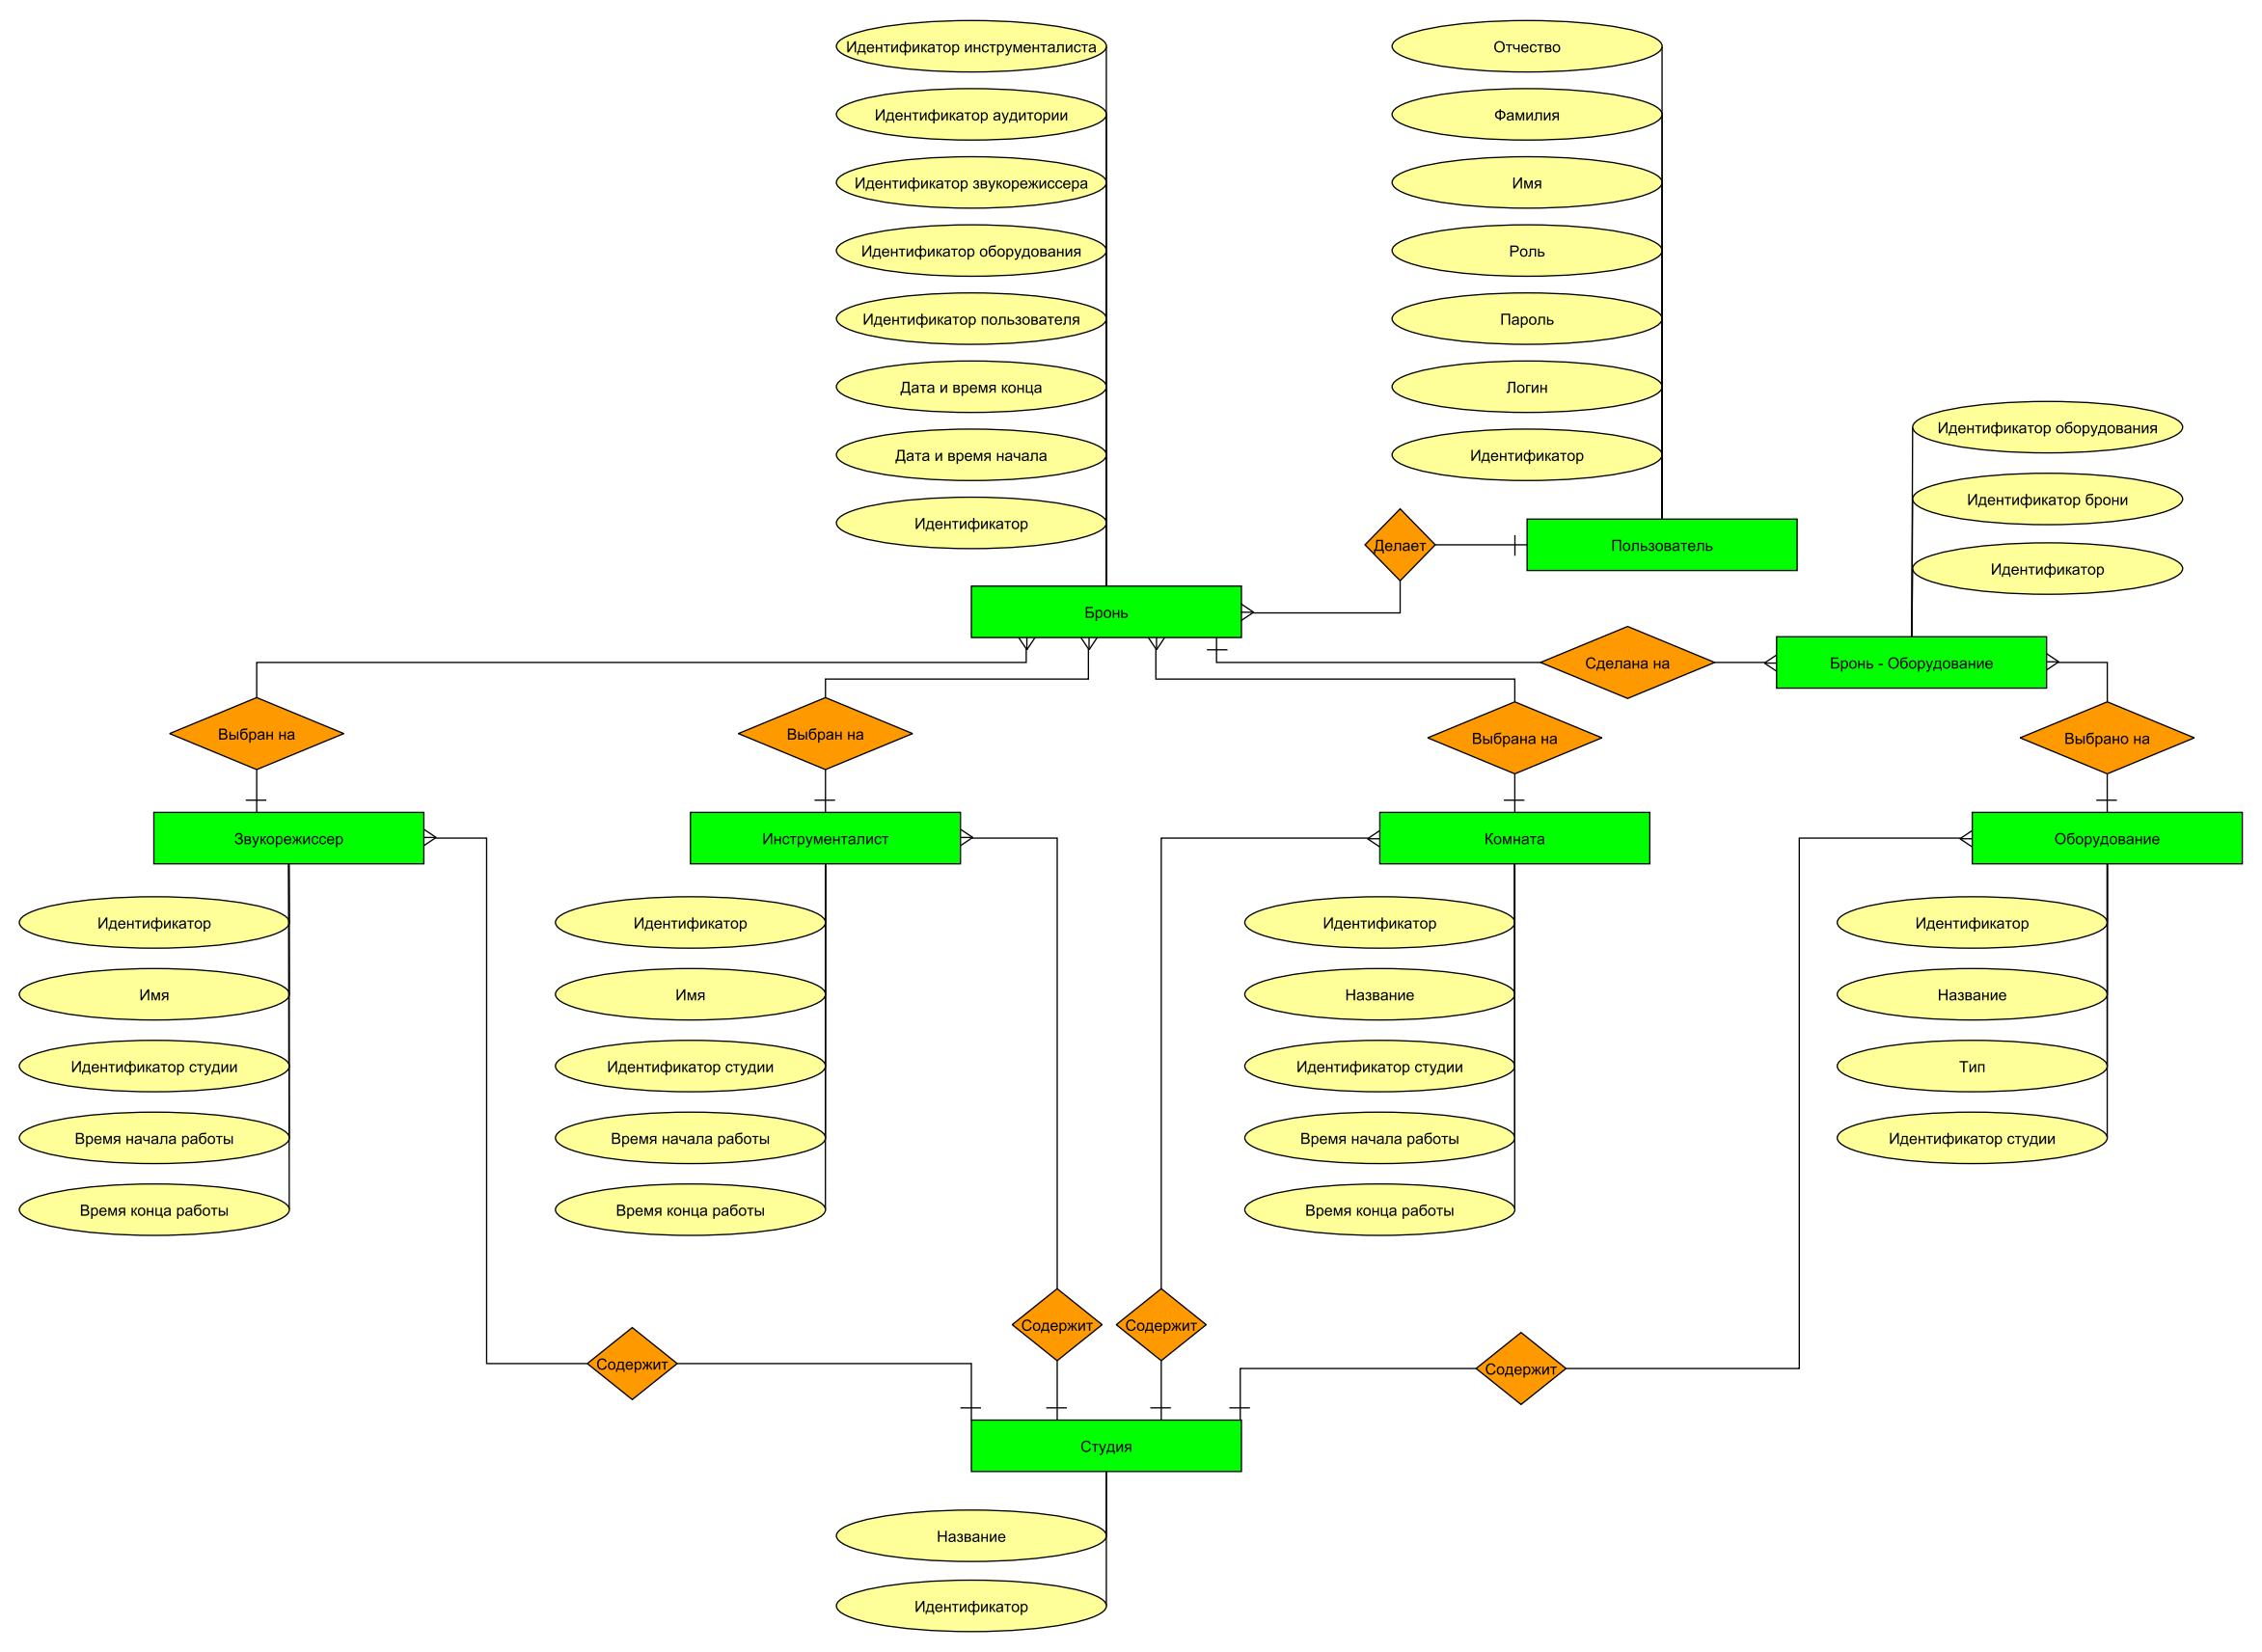 Идентификатор инструменталиста
Отчество
Идентификатор аудитории
Фамилия
Идентификатор звукорежиссера
Имя
Идентификатор оборудования
Роль
Идентификатор пользователя
Пароль
Дата и время конца
Логин
Идентификатор оборудования
Дата и время начала
Идентификатор
Идентификатор брони
Идентификатор
Делает
Пользователь
Идентификатор
Бронь
Сделана на
Бронь - Оборудование
Выбран на
Выбран на
Выбрана на
Выбрано на
Звукорежиссер
Инструменталист
Комната
Оборудование
Идентификатор
Идентификатор
Идентификатор
Идентификатор
Имя
Имя
Название
Название
Идентификатор студии
Идентификатор студии
Идентификатор студии
Тип
Время начала работы
Время начала работы
Время начала работы
Идентификатор студии
Время конца работы
Время конца работы
Время конца работы
Содержит
Содержит
Содержит
Содержит
Студия
Название
Идентификатор